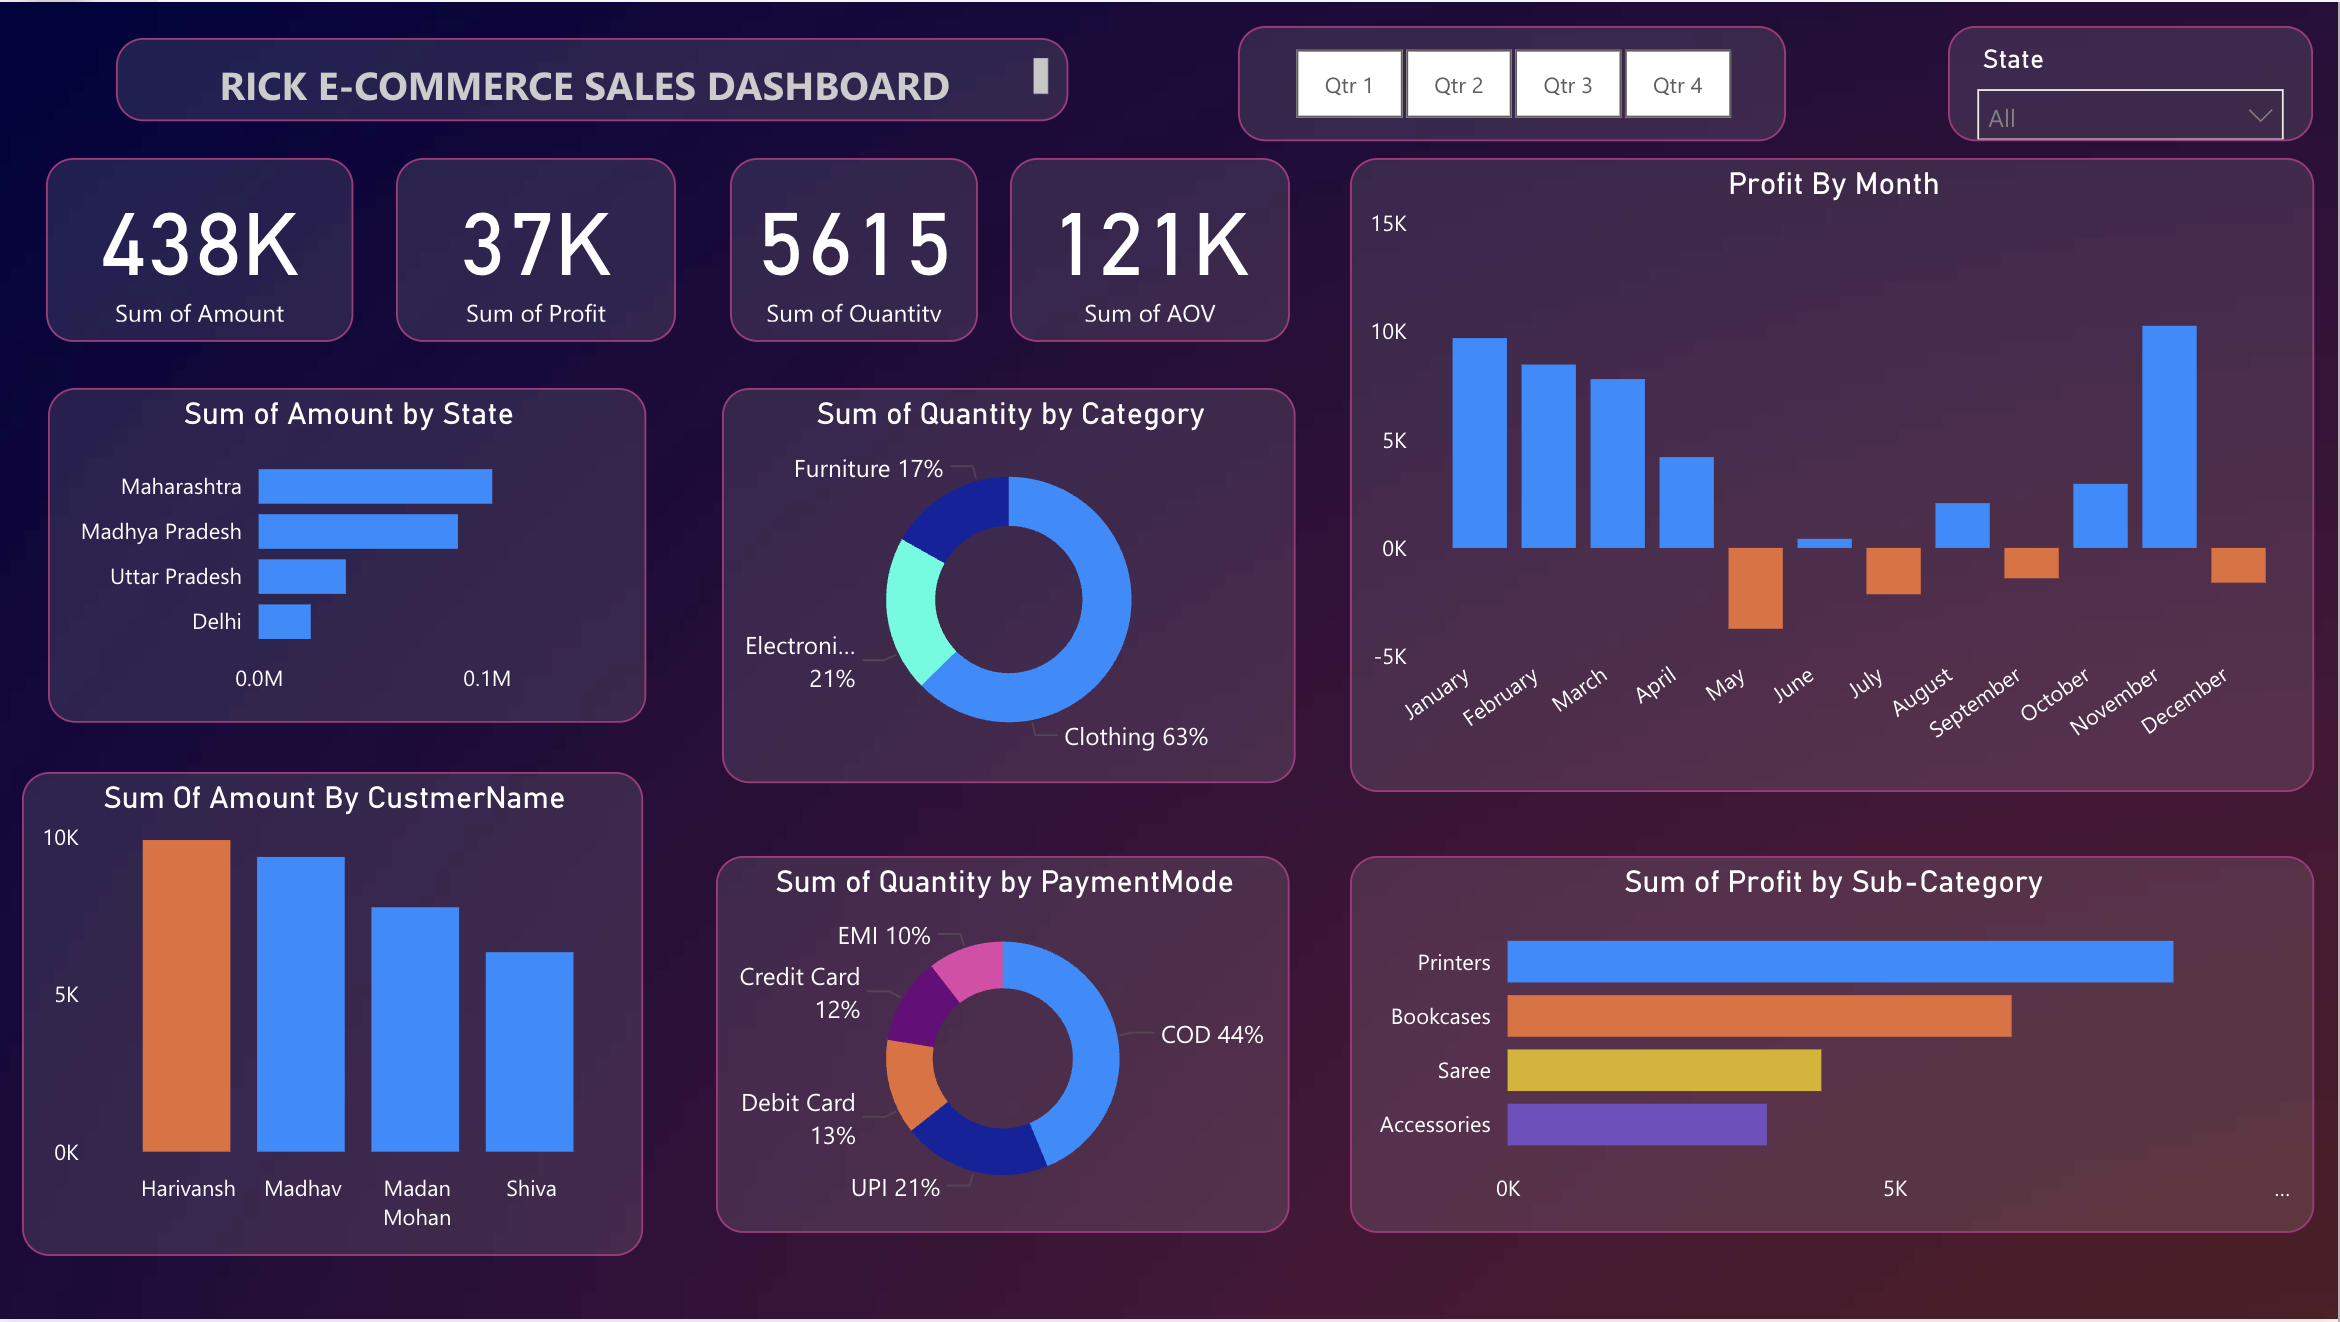 RICK E-COMMERCE SALES DASHBOARD
Qtr 1
Qtr 2
Qtr 3
Qtr 4
State
All
438K
Sum of Amount
37K
Sum of Profit
5615
Sum of Quantity
121K
Sum of AOV
Profit By Month
15K
10K
5K
0K
-5K
January
February
March
April
May
June
July
August
September
October
November
December
Sum of Amount by State
Maharashtra
Madhya Pradesh
Uttar Pradesh
Delhi
0.0M
0.1M
Sum of Quantity by Category
Furniture 17%
Electroni...
21%
Clothing 63%
Sum Of Amount By CustmerName
10K
5K
0K
Harivansh
Madhav
Madan
Mohan
Shiva
Sum of Quantity by PaymentMode
EMI 10%
Credit Card
12%
COD 44%
Debit Card
13%
UPI 21%
Sum of Profit by Sub-Category
Printers
Bookcases
Saree
Accessories
0K
5K
...